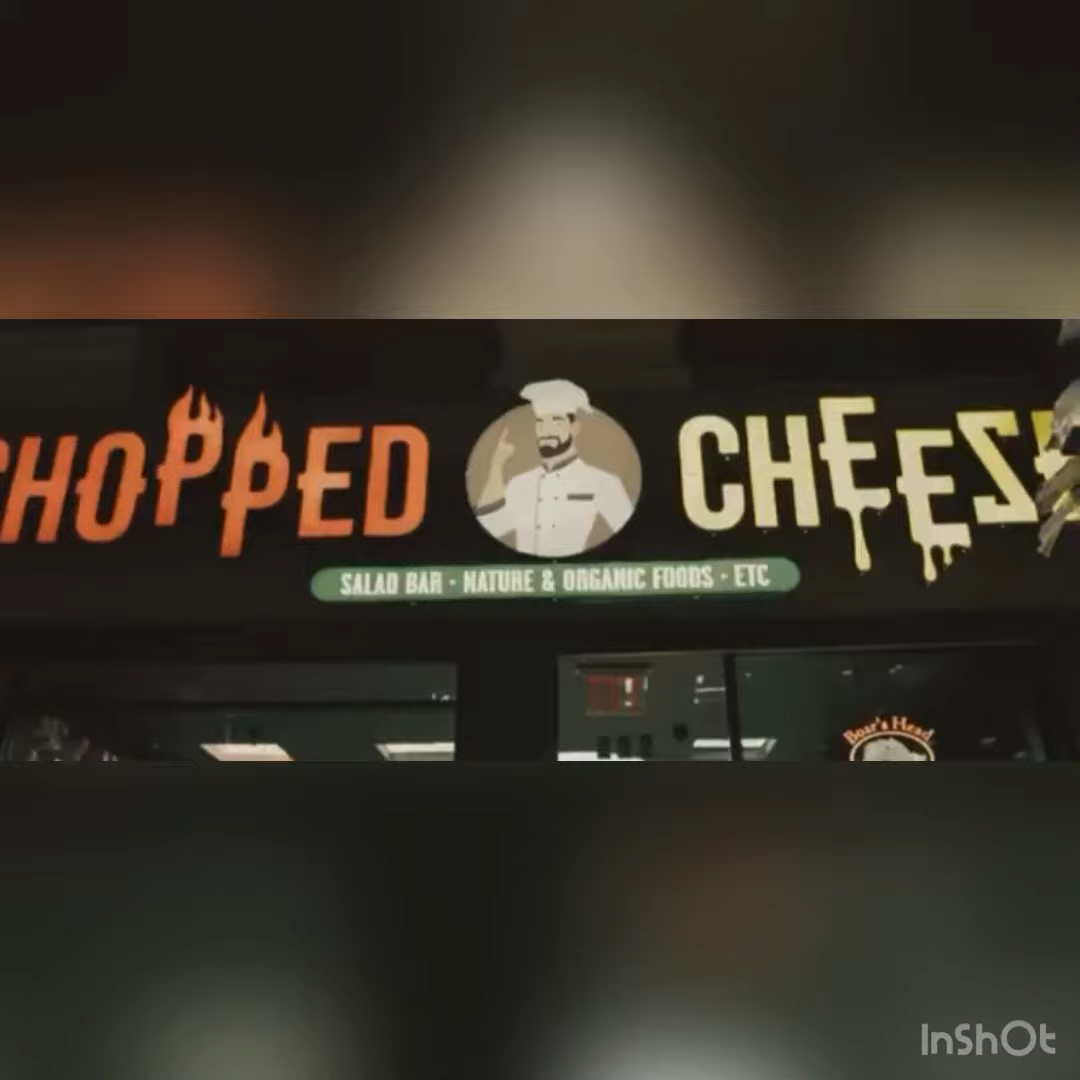 CHOPPED CHEESE
SALAD BAR · NATURE & ORGANIC FOODS · ETC
Boar's Head
InShOt